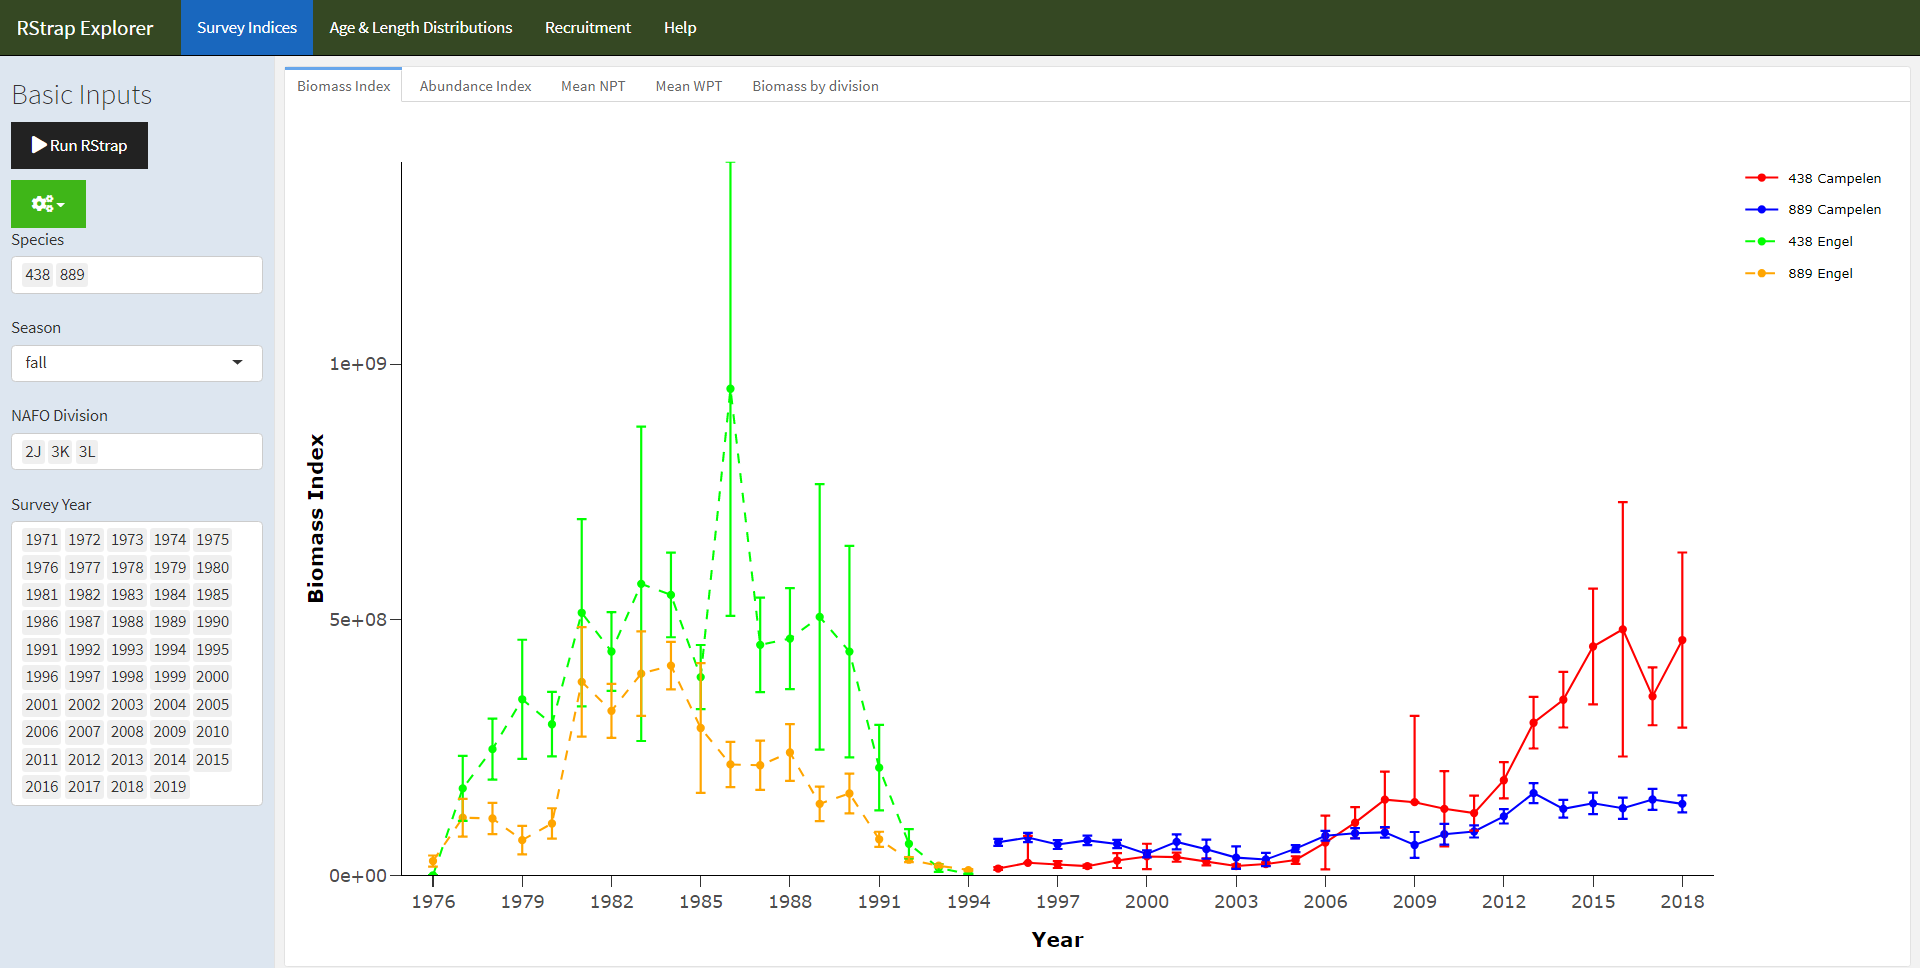 RStrap Explorer Survey Indices Age & Length Distributions Recruitment Help
Basic Inputs
Run RStrap
Species
438 889
Season
fall
NAFO Division
2J 3K 3L
Survey Year
1971 1972 1973 1974 1975
1976 1977 1978 1979 1980
1981 1982 1983 1984 1985
1986 1987 1988 1989 1990
1991 1992 1993 1994 1995
1996 1997 1998 1999 2000
2001 2002 2003 2004 2005
2006 2007 2008 2009 2010
2011 2012 2013 2014 2015
2016 2017 2018 2019
Biomass Index Abundance Index Mean NPT Mean WPT Biomass by division
438 Campelen
889 Campelen
438 Engel
889 Engel
Biomass Index
1e+09
5e+08
0e+00
1976 1979 1982 1985 1988 1991 1994 1997 2000 2003 2006 2009 2012 2015 2018
Year